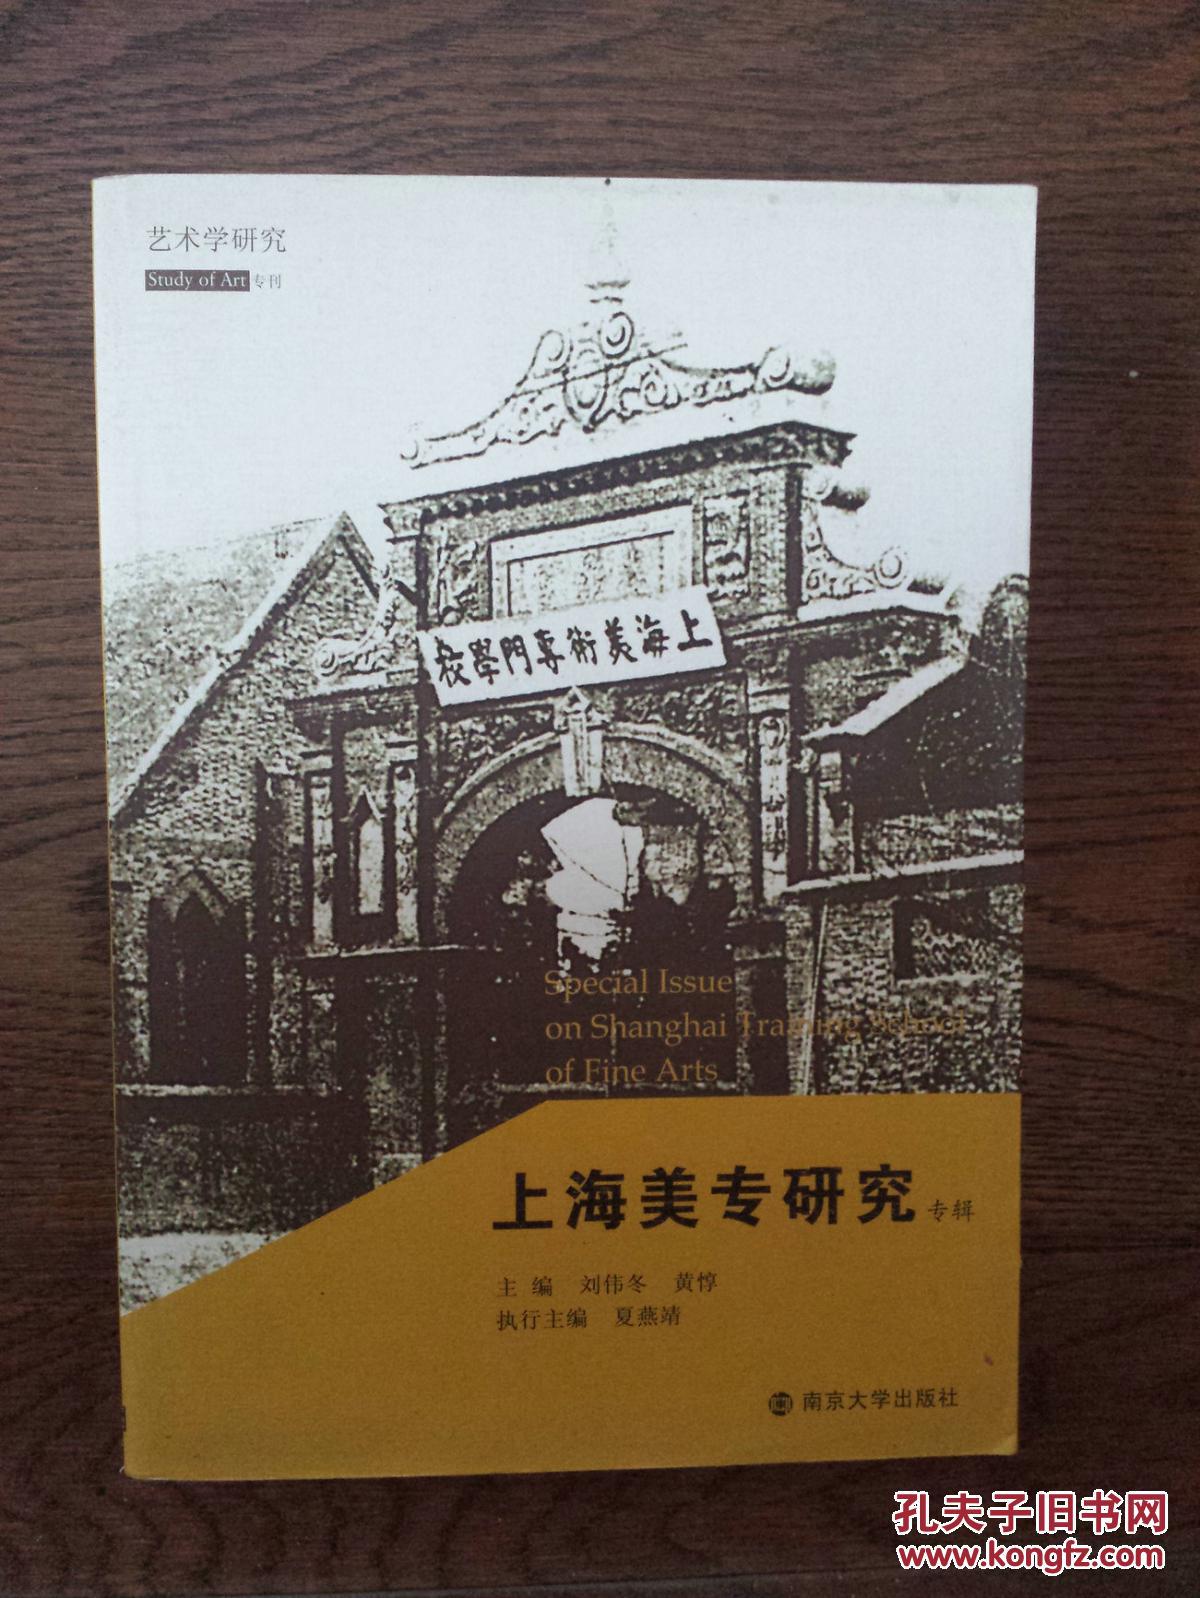 艺术学研究
Study of Art 专刊
上海美術專門學校
Special Issue
on Shanghai Training School
of Fine Arts
上海美专研究 专辑
主 编 刘伟冬 黄惇
执行主编 夏燕靖
南京大学出版社
孔夫子旧书网
www.kongfz.com